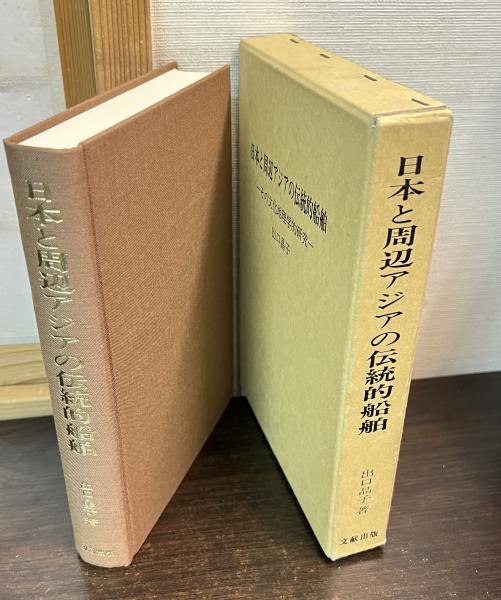 日本と周辺アジアの伝統的船舶
出口晶子 著
日本と周辺アジアの伝統的船舶
―その文化地理学的研究―
出口晶子
日本と周辺アジアの伝統的船舶
出口晶子 著
文献出版